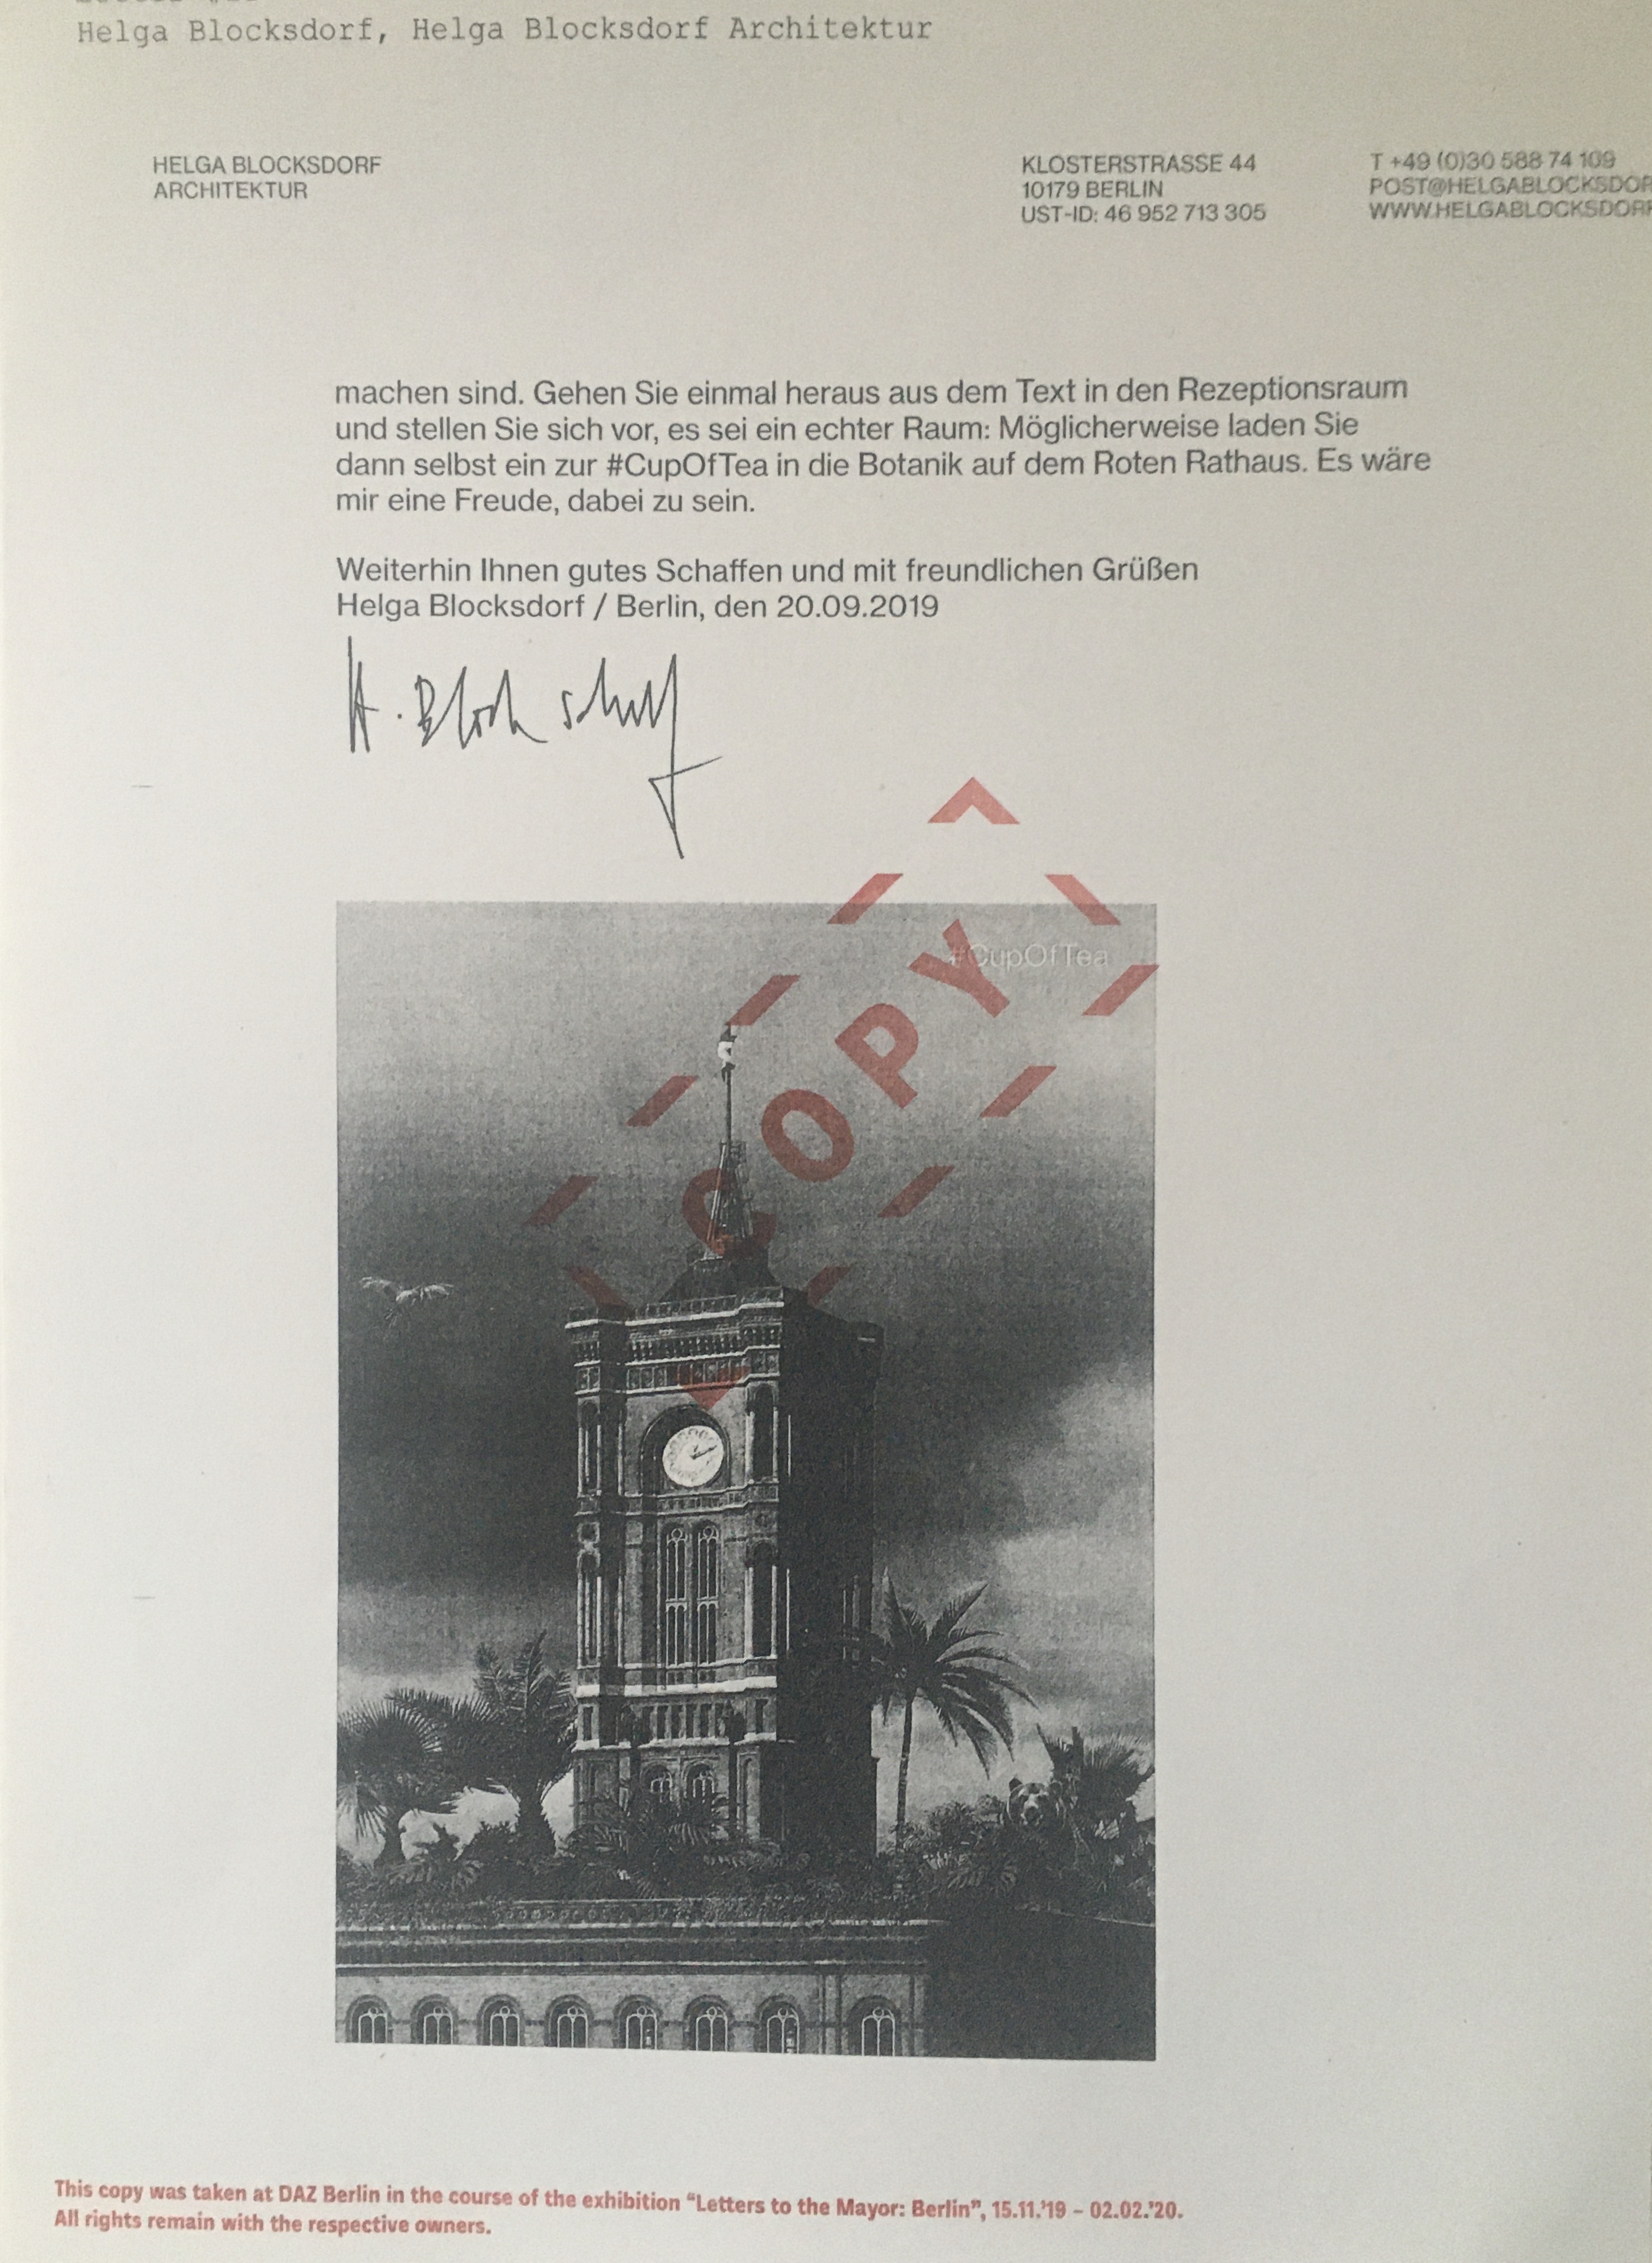 Helga Blocksdorf, Helga Blocksdorf Architektur
HELGA BLOCKSDORF
ARCHITEKTUR
KLOSTERSTRASSE 44
10179 BERLIN
UST-ID: 46 952 713 305
T +49 (0)30 588 74 109
POST@HELGABLOCKSDOR
WWW.HELGABLOCKSDORF
machen sind. Gehen Sie einmal heraus aus dem Text in den Rezeptionsraum
und stellen Sie sich vor, es sei ein echter Raum: Möglicherweise laden Sie
dann selbst ein zur #CupOfTea in die Botanik auf dem Roten Rathaus. Es wäre
mir eine Freude, dabei zu sein.
Weiterhin Ihnen gutes Schaffen und mit freundlichen Grüßen
Helga Blocksdorf / Berlin, den 20.09.2019
H. Blocksdorf
#CupOfTea
COPY
This copy was taken at DAZ Berlin in the course of the exhibition “Letters to the Mayor: Berlin”, 15.11.’19 – 02.02.’20.
All rights remain with the respective owners.